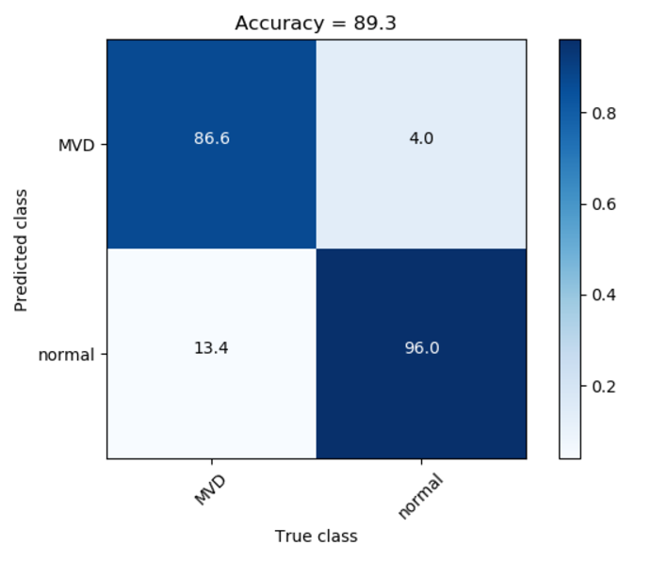 Accuracy = 89.3
MVD
86.6
4.0
normal
13.4
96.0
Predicted class
MVD
normal
True class
0.8
0.6
0.4
0.2